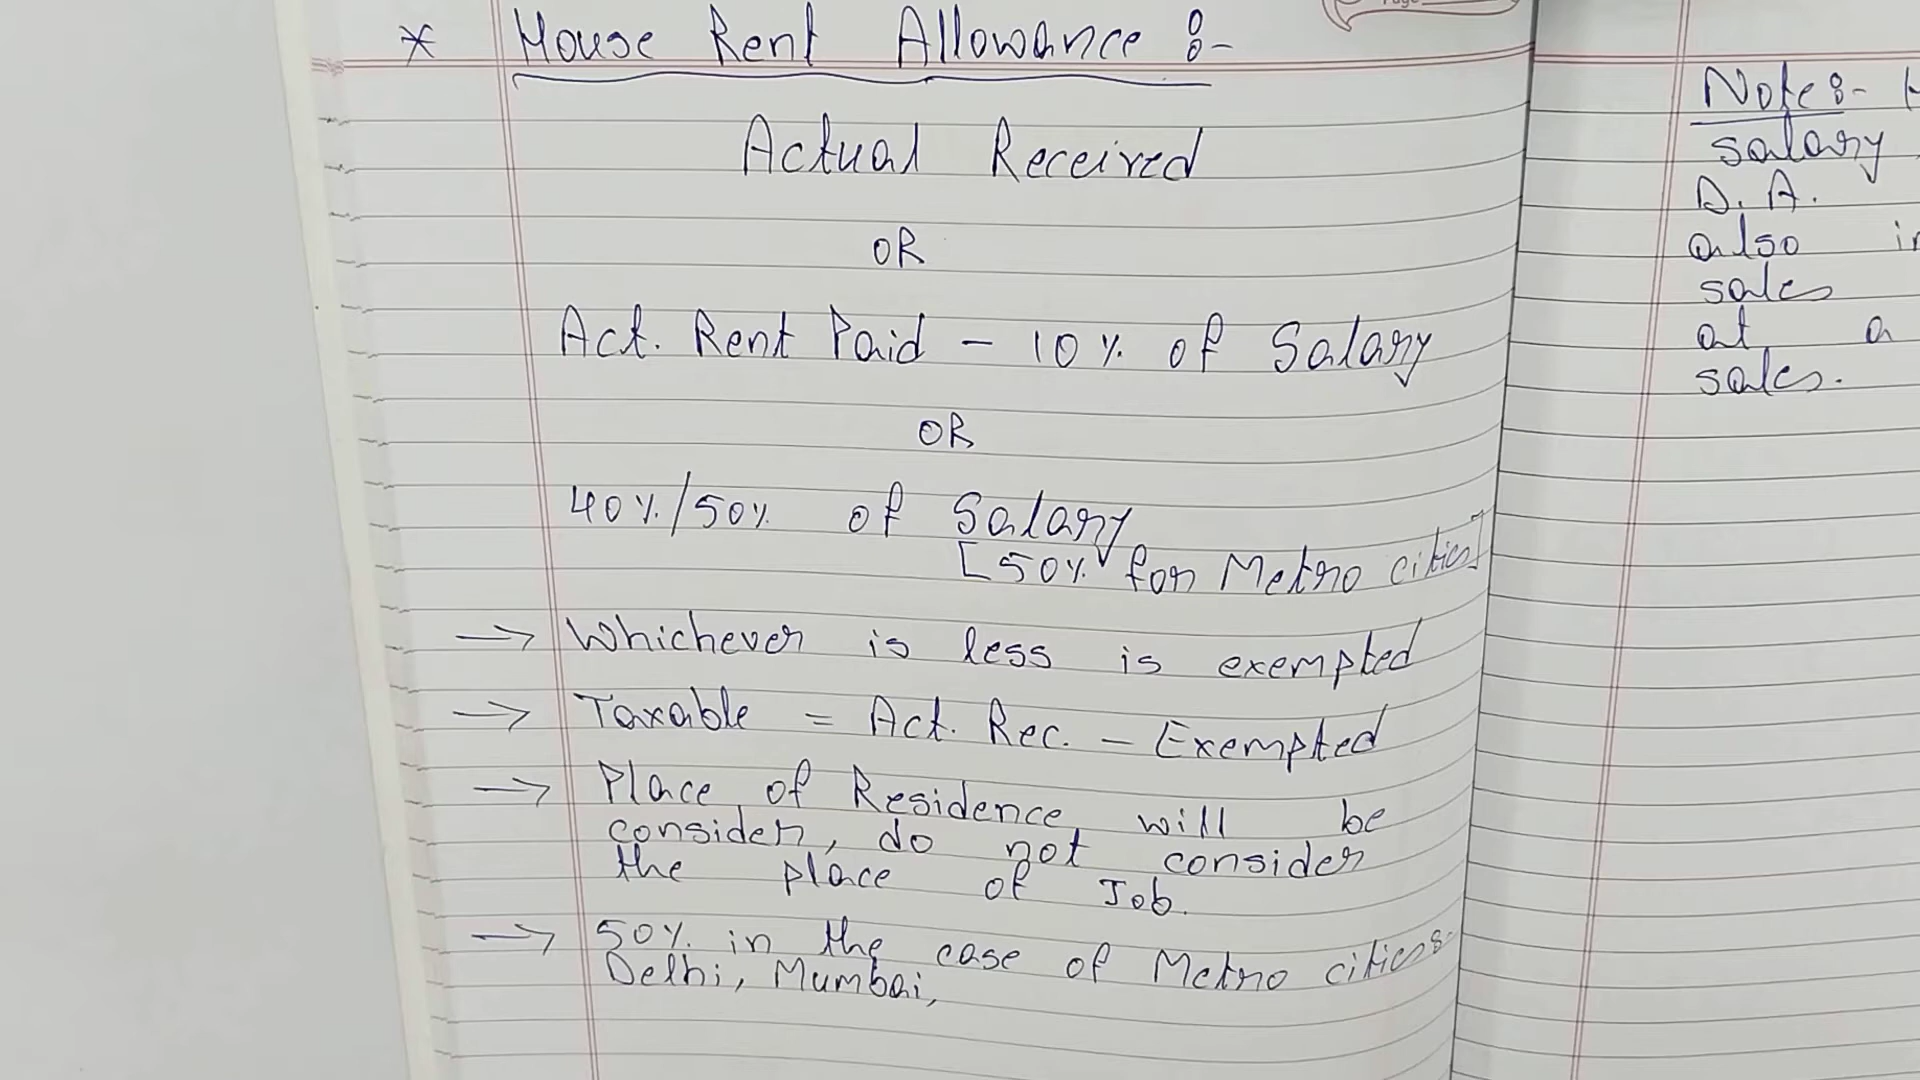 * House Rent Allowance :-
Actual Received
OR
Act. Rent Paid - 10% of Salary
OR
40%/50% of Salary
[50% for Metro cities]
→ Whichever is less is exempted
→ Taxable = Act. Rec. - Exempted
→ Place of Residence will be
consider, do not consider
the place of Job.
→ 50% in the case of Metro cities:-
Delhi, Mumbai,
Note:-
salary
D.A.
also
sales
at a
sales.